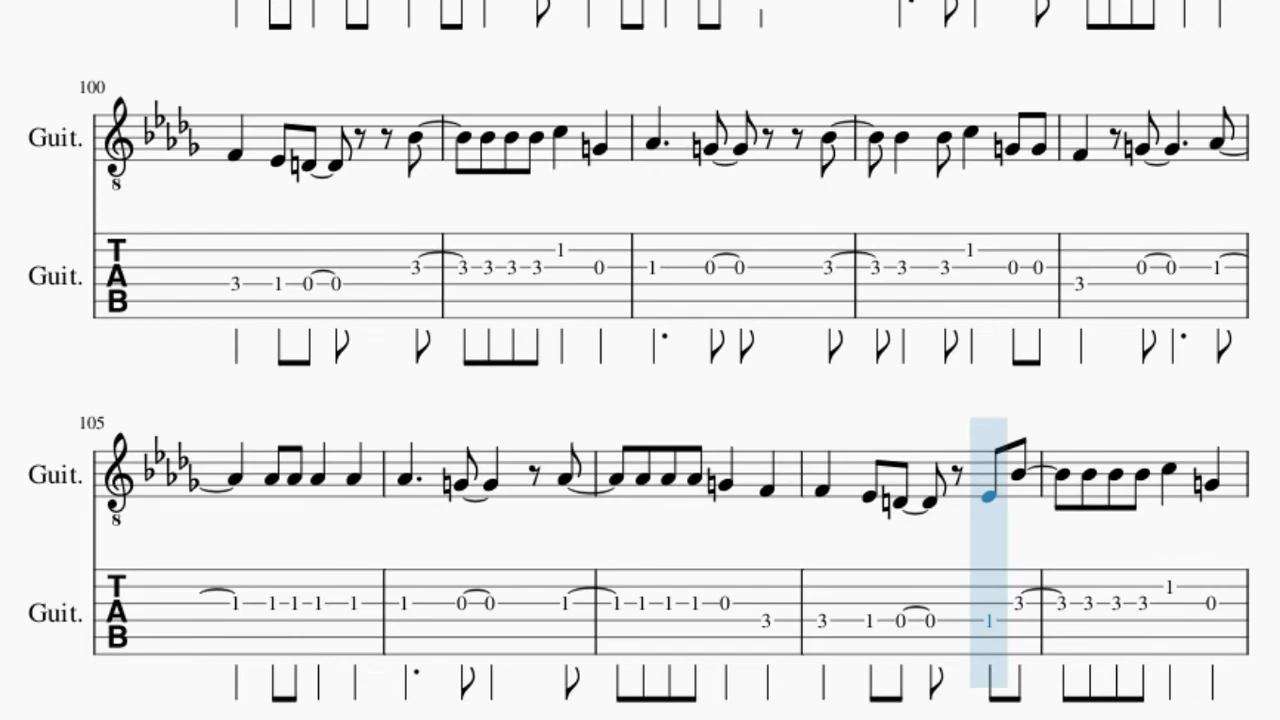 100
Guit.
8
Guit. TAB 3 1 0 0 3 3 3 3 3 1 0 1 0 0 3 3 3 3 1 0 0 3 0 0 1
105
Guit.
8
Guit. TAB 1 1 1 1 1 1 0 0 1 1 1 1 1 0 3 3 1 0 0 1 3 3 3 3 3 1 0